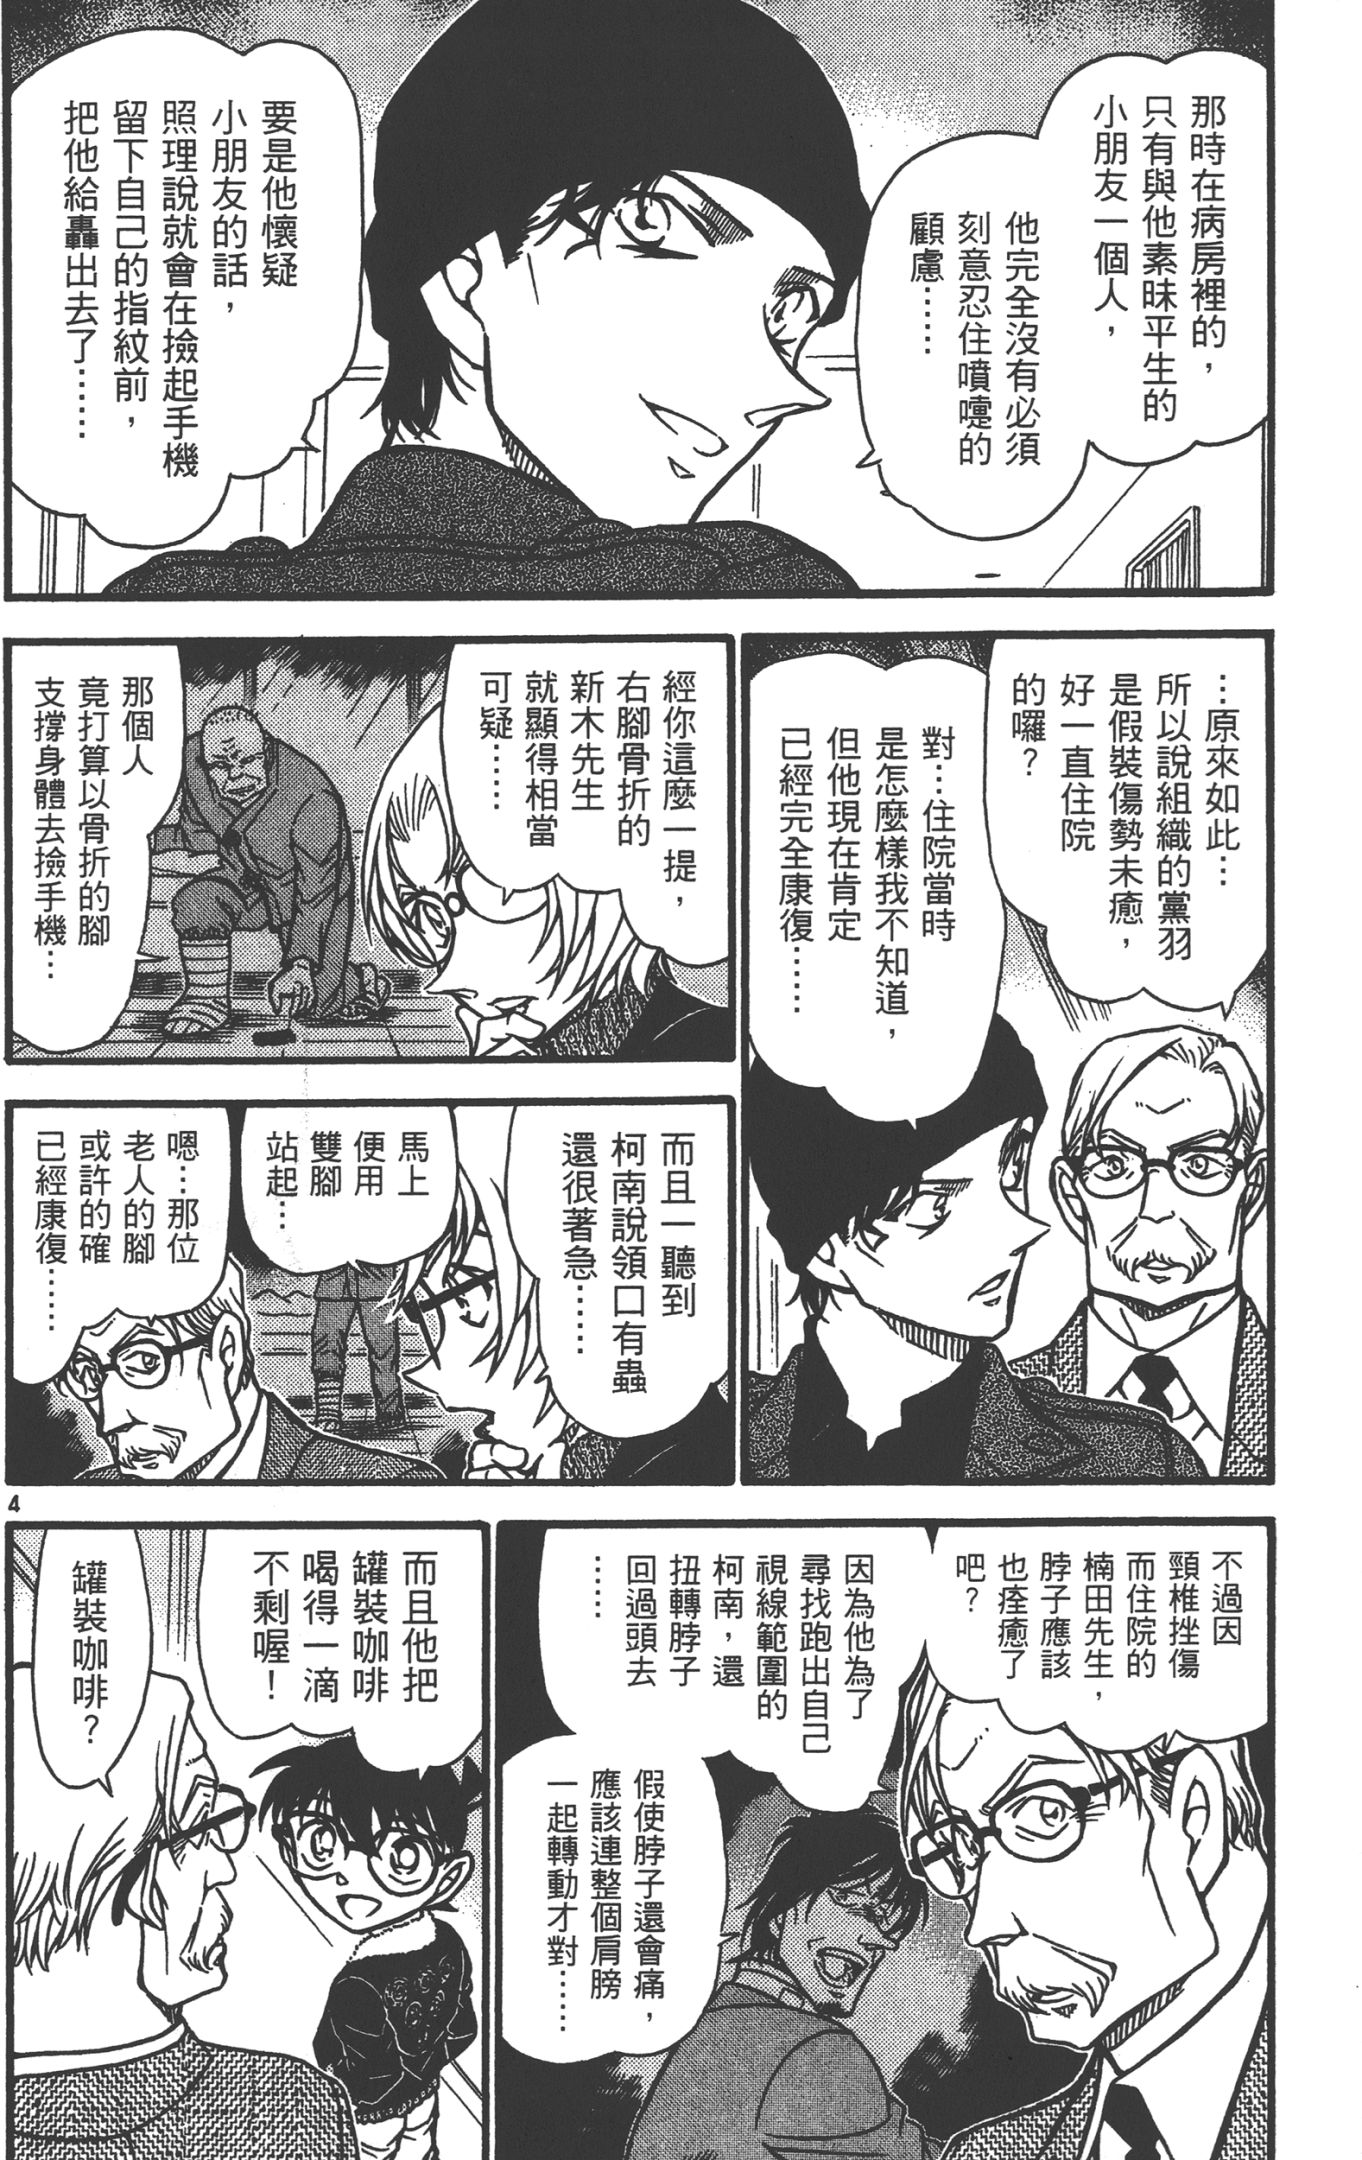 那時在病房裡的，
只有與他素昧平生的
小朋友一個人，
他完全沒有必須
刻意忍住噴嚏的
顧慮……
要是他懷疑
小朋友的話，
照理說就會在撿起手機
留下自己的指紋前，
把他給轟出去了……
…原來如此…
所以說組織的黨羽
是假裝傷勢未癒，
好一直住院
的囉？
對…住院當時
是怎麼樣我不知道，
但他現在肯定
已經完全康復……
經你這麼一提，
右腳骨折的
新木先生
就顯得相當
可疑……
那個人
竟打算以骨折的腳
支撐身體去撿手機…
而且一聽到
柯南說領口有蟲
還很著急……
馬上
便用
雙腳
站起…
嗯…那位
老人的腳
或許的確
已經康復……
不過因
頸椎挫傷
而住院的
楠田先生，
脖子應該
也痊癒了
吧？
因為他為了
尋找跑出自己
視線範圍的
柯南，還
扭轉脖子
回過頭去
……
假使脖子還會痛，
應該連整個肩膀
一起轉動才對……
而且他把
罐裝咖啡
喝得一滴
不剩喔！
罐裝咖啡？
4